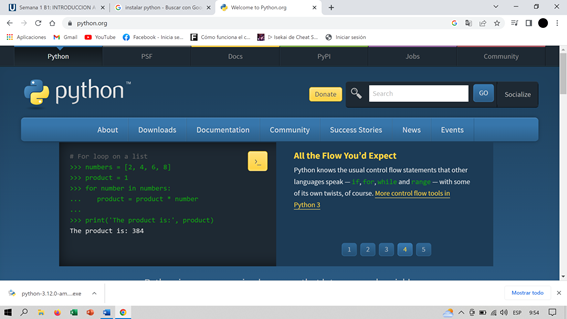 Semana 1 B1: INTRODUCCION A
instalar python - Buscar con Goo
Welcome to Python.org
python.org
Aplicaciones
Gmail
YouTube
Facebook - Inicia se...
Cómo funciona el c...
▷ Isekai de Cheat S...
Iniciar sesión
Python
PSF
Docs
PyPI
Jobs
Community
python™
Donate
Search
GO
Socialize
About
Downloads
Documentation
Community
Success Stories
News
Events
# For loop on a list
>>> numbers = [2, 4, 6, 8]
>>> product = 1
>>> for number in numbers:
...    product = product * number
...
>>> print('The product is:', product)
The product is: 384
>_
All the Flow You'd Expect
Python knows the usual control flow statements that other
languages speak — if, for, while and range — with some
of its own twists, of course. More control flow tools in
Python 3
1
2
3
4
5
python-3.12.0-am....exe
Mostrar todo
ESP
9:54